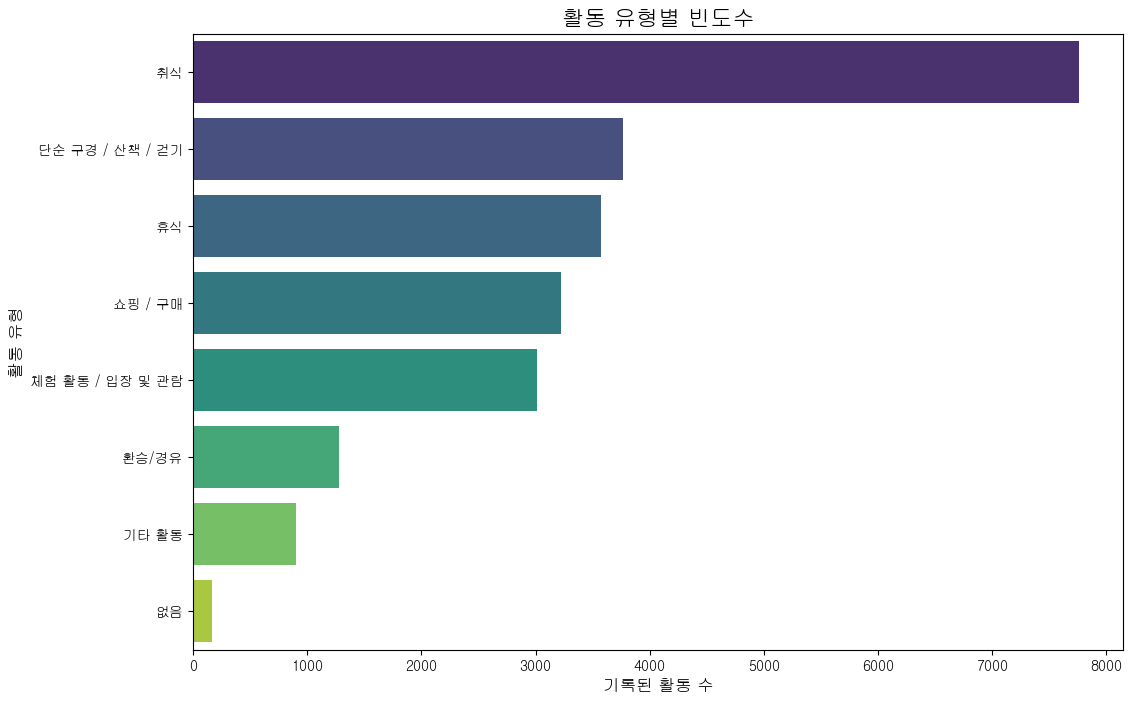 활동 유형별 빈도수
취식
단순 구경 / 산책 / 걷기
휴식
쇼핑 / 구매
체험 활동 / 입장 및 관람
환승/경유
기타 활동
없음
활동 유형
0 1000 2000 3000 4000 5000 6000 7000 8000
기록된 활동 수